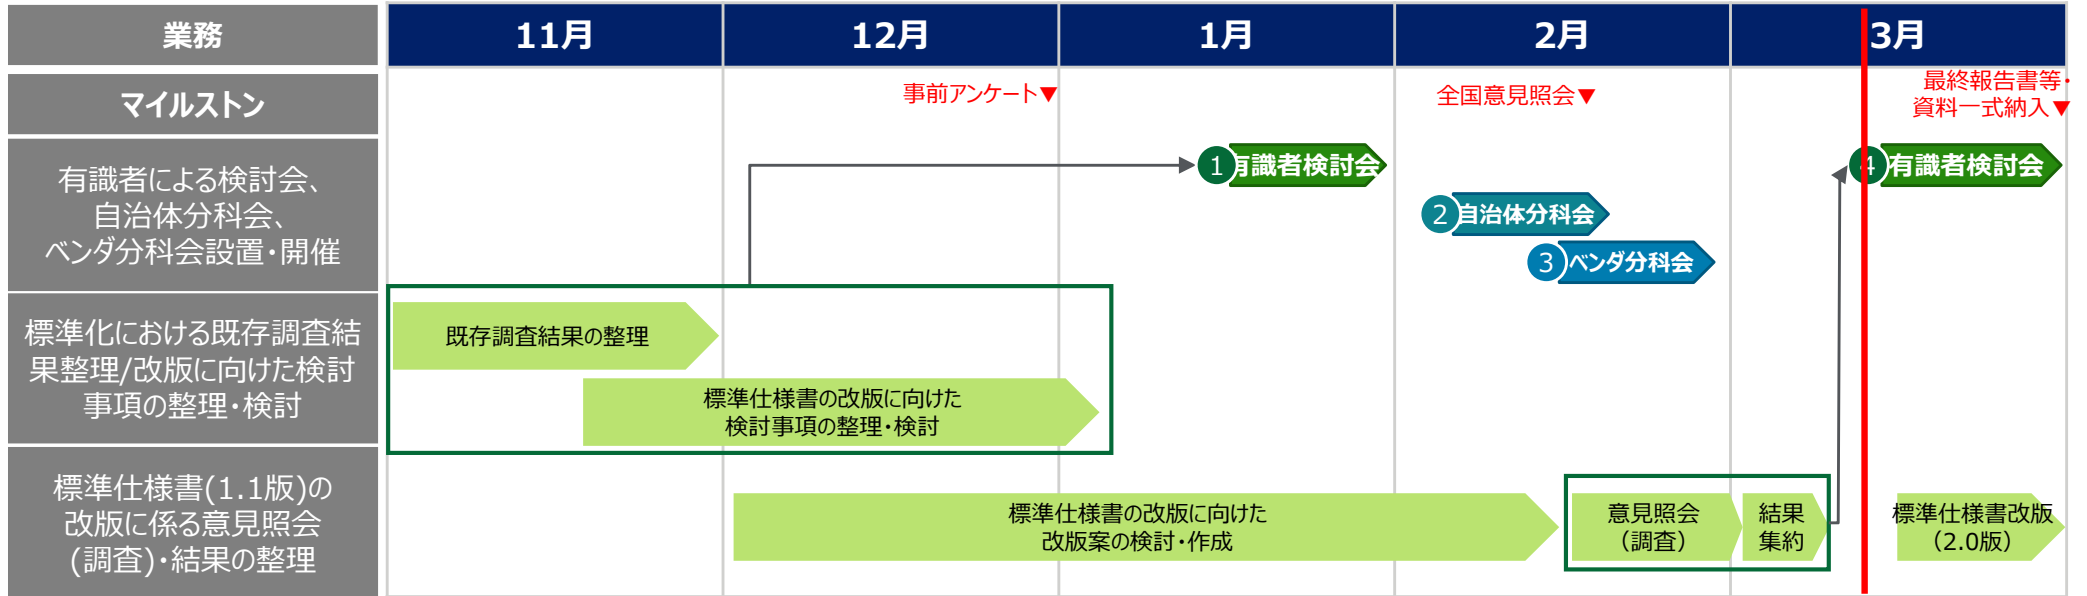 業務
11月
12月
1月
2月
3月
マイルストン
事前アンケート▼
全国意見照会▼
最終報告書等・
資料一式納入▼
有識者による検討会、
自治体分科会、
ベンダ分科会設置・開催
1 有識者検討会
2 自治体分科会
3 ベンダ分科会
4 有識者検討会
標準化における既存調査結
果整理/改版に向けた検討
事項の整理・検討
既存調査結果の整理
標準仕様書の改版に向けた
検討事項の整理・検討
標準仕様書(1.1版)の
改版に係る意見照会
(調査)・結果の整理
標準仕様書の改版に向けた
改版案の検討・作成
意見照会
（調査）
結果
集約
標準仕様書改版
（2.0版）